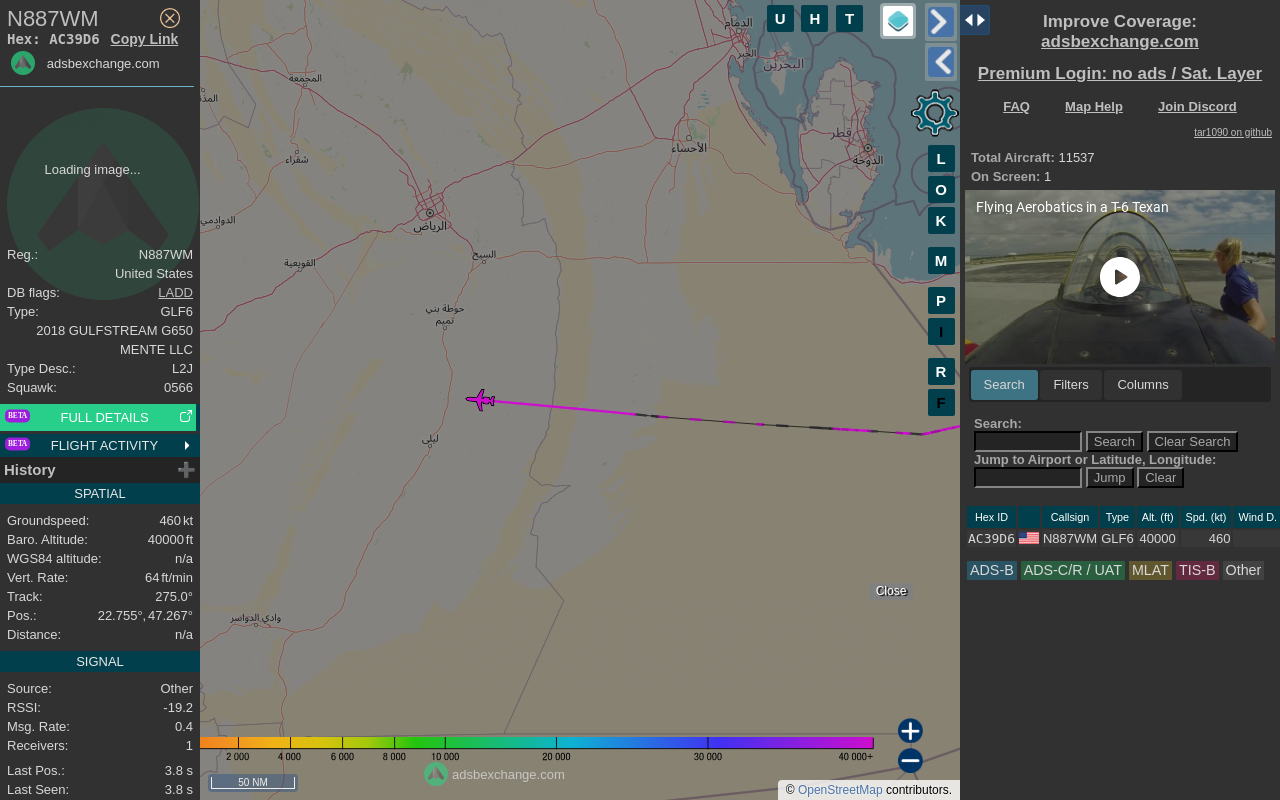 N887WM
Hex: AC39D6 Copy Link
adsbexchange.com
Loading image...
Reg.: N887WM
United States
DB flags: LADD
Type: GLF6
2018 GULFSTREAM G650
MENTE LLC
Type Desc.: L2J
Squawk: 0566
BETA FULL DETAILS
BETA FLIGHT ACTIVITY
History
SPATIAL
Groundspeed: 460 kt
Baro. Altitude: 40000 ft
WGS84 altitude: n/a
Vert. Rate: 64 ft/min
Track: 275.0°
Pos.: 22.755°, 47.267°
Distance: n/a
SIGNAL
Source: Other
RSSI: -19.2
Msg. Rate: 0.4
Receivers: 1
Last Pos.: 3.8 s
Last Seen: 3.8 s
الدمام
الخبر
البحرين
المجمعة
قطر
الأحساء
الدوحة
شقراء
الدوادمي
الرياض
السيح
القويعية
حوطة بني
تميم
ليلى
وادي الدواسر
U H T
L
O
K
M
P
I
R
F
Close
2 000 4 000 6 000 8 000 10 000 20 000 30 000 40 000+
adsbexchange.com
50 NM
© OpenStreetMap contributors.
Improve Coverage:
adsbexchange.com
Premium Login: no ads / Sat. Layer
FAQ Map Help Join Discord
tar1090 on github
Total Aircraft: 11537
On Screen: 1
Flying Aerobatics in a T-6 Texan
Search Filters Columns
Search:
Search Clear Search
Jump to Airport or Latitude, Longitude:
Jump Clear
Hex ID Callsign Type Alt. (ft) Spd. (kt) Wind D.
AC39D6 N887WM GLF6 40000 460
ADS-B ADS-C/R / UAT MLAT TIS-B Other